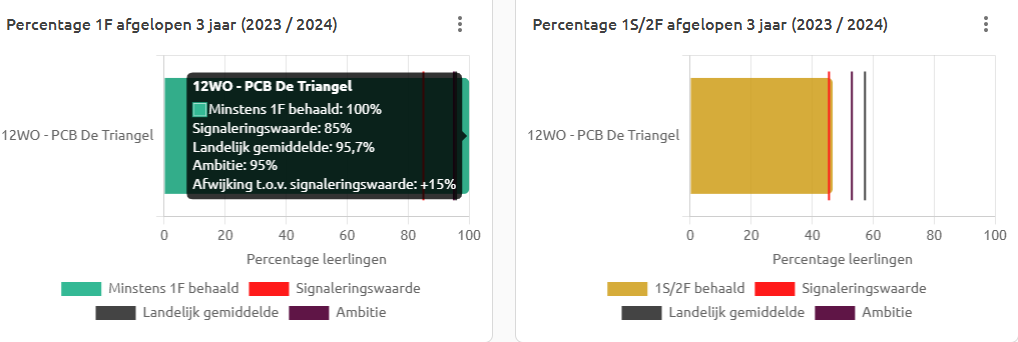 Percentage 1F afgelopen 3 jaar (2023 / 2024)
12WO - PCB De Triangel
12WO - PCB De Triangel
Minstens 1F behaald: 100%
Signaleringswaarde: 85%
Landelijk gemiddelde: 95,7%
Ambitie: 95%
Afwijking t.o.v. signaleringswaarde: +15%
0 20 40 60 80 100
Percentage leerlingen
Minstens 1F behaald Signaleringswaarde
Landelijk gemiddelde Ambitie
Percentage 1S/2F afgelopen 3 jaar (2023 / 2024)
12WO - PCB De Triangel
0 20 40 60 80 100
Percentage leerlingen
1S/2F behaald Signaleringswaarde
Landelijk gemiddelde Ambitie